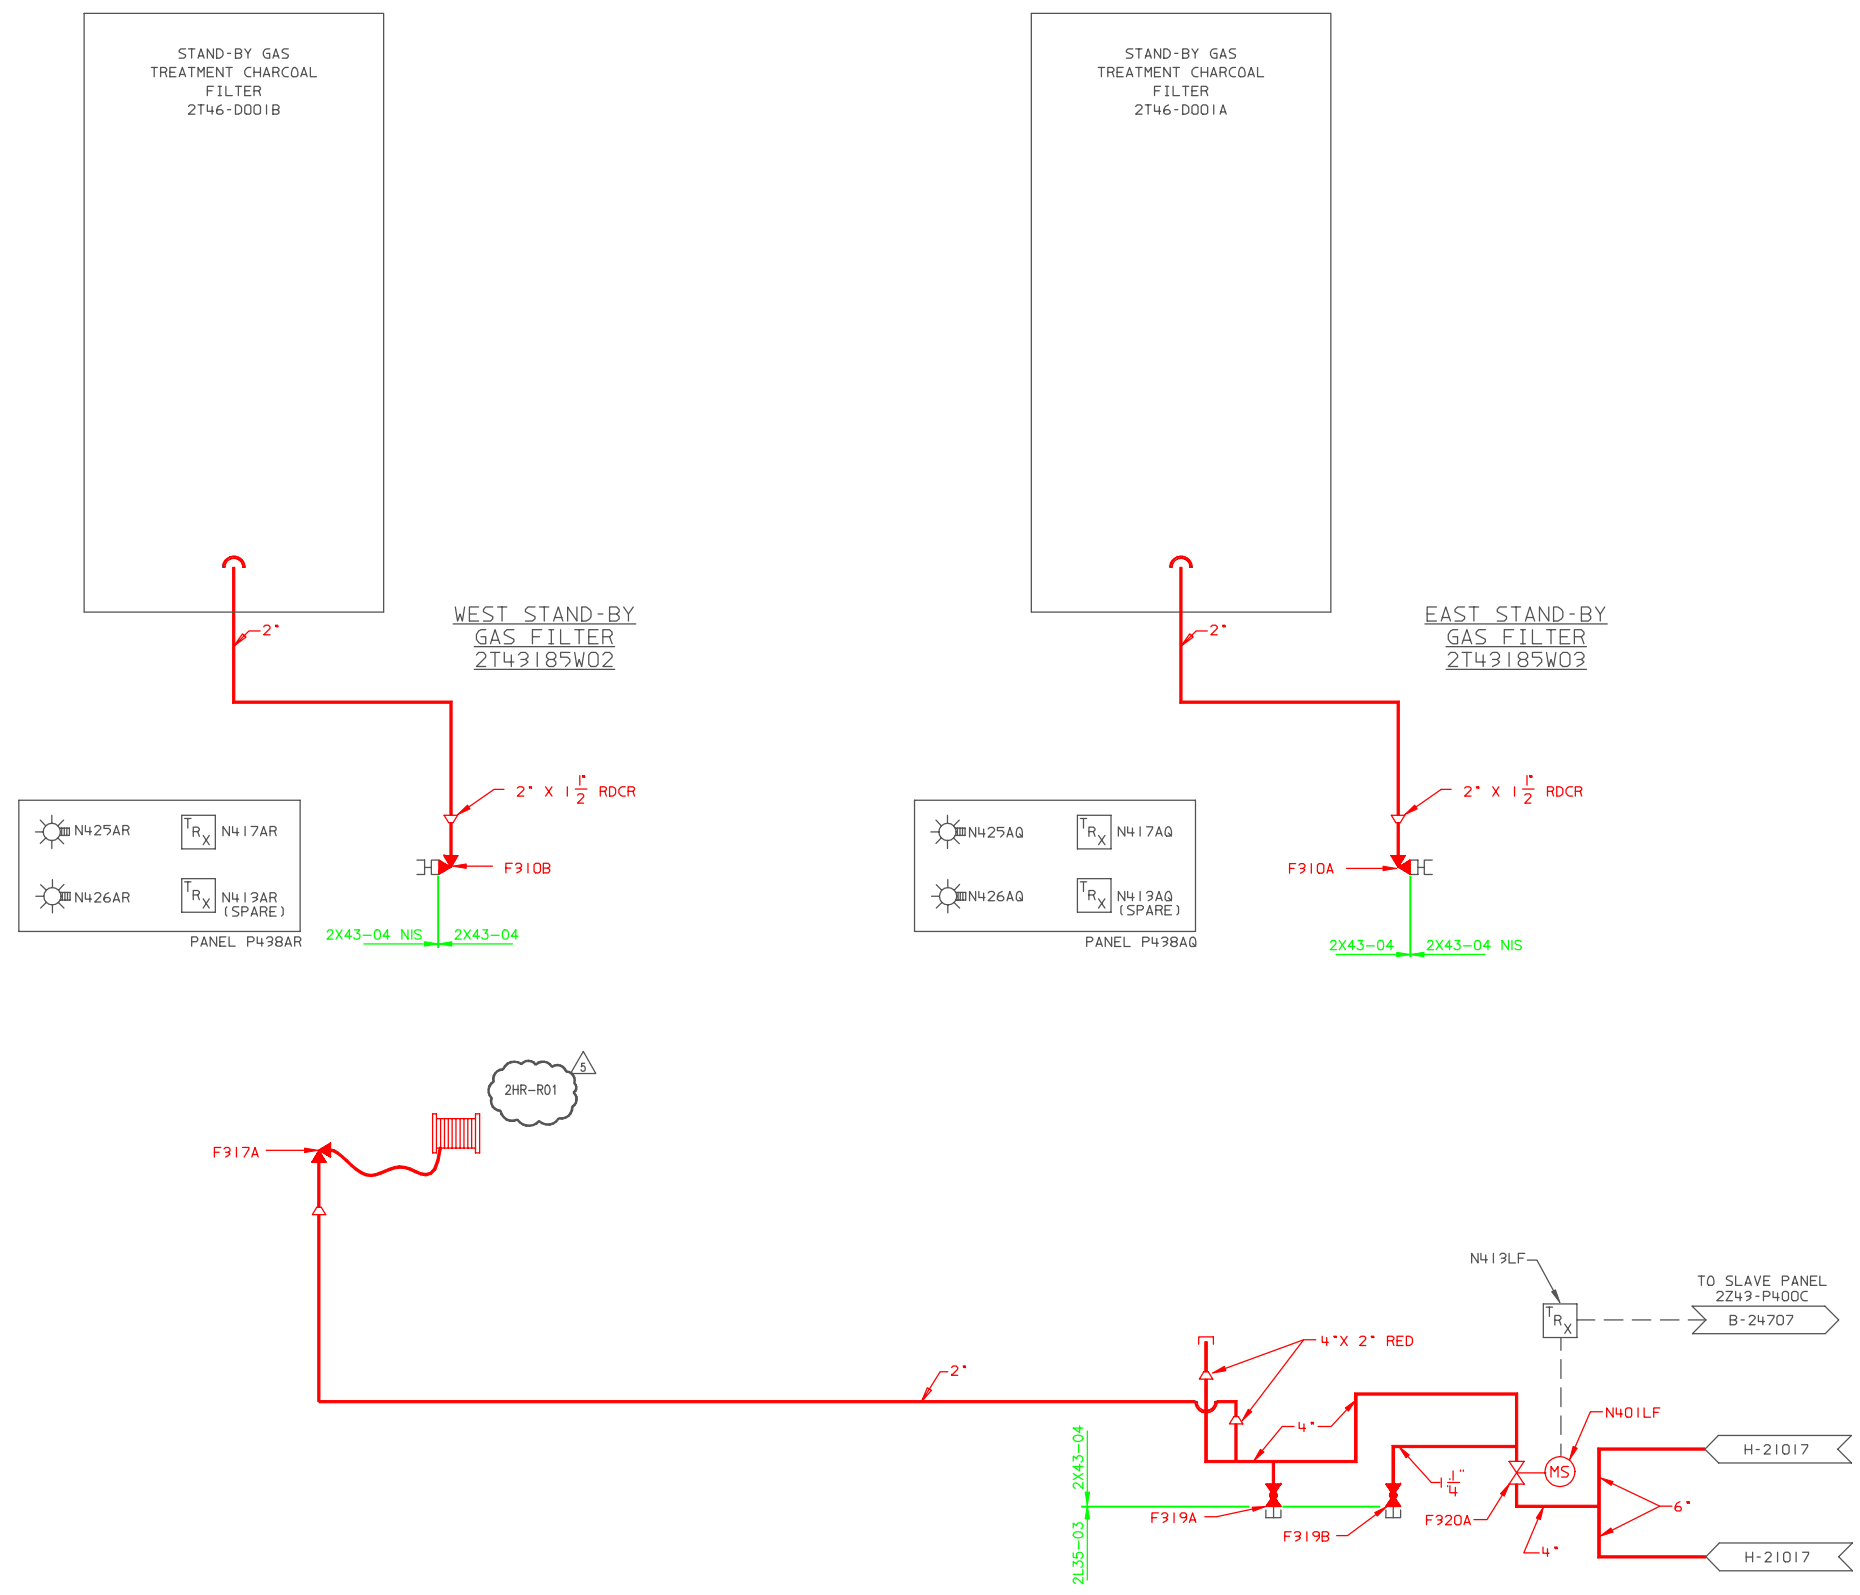 STAND-BY GAS
TREATMENT CHARCOAL
FILTER
2T46-D001B
STAND-BY GAS
TREATMENT CHARCOAL
FILTER
2T46-D001A
2"
WEST STAND-BY
GAS FILTER
2T43185W02
2"
EAST STAND-BY
GAS FILTER
2T43185W03
2" X 1 1"/2 RDCR
2" X 1 1"/2 RDCR
N425AR
TRX N417AR
F310B
N426AR
TRX N413AR
(SPARE)
PANEL P438AR
2X43-04 NIS
2X43-04
N425AQ
TRX N417AQ
F310A
N426AQ
TRX N413AQ
(SPARE)
PANEL P438AQ
2X43-04
2X43-04 NIS
5
2HR-R01
F317A
N413LF
TRX
TO SLAVE PANEL
2Z43-P400C
B-24707
4"X 2" RED
2"
4"
N401LF
MS
H-21017
1 1/4"
2X43-04
2L35-03
F319A
F319B
F320A
6"
4"
H-21017